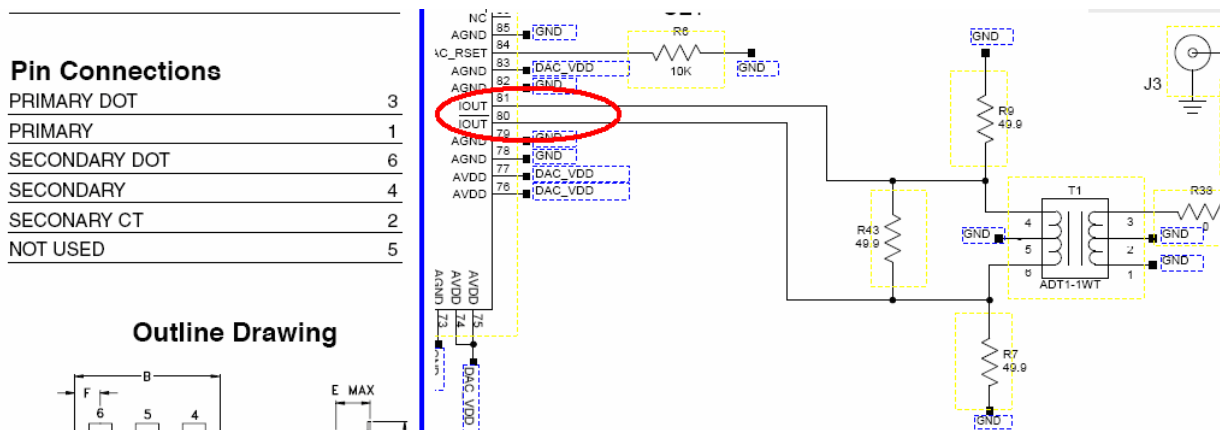 Pin Connections
PRIMARY DOT 3
PRIMARY 1
SECONDARY DOT 6
SECONDARY 4
SECONARY CT 2
NOT USED 5
Outline Drawing
B
F
E MAX
6 5 4
NC
AGND 85 GND
AC_RSET 84
R6
10K
GND
AGND 83 DAC_VDD
AGND 82 GND
IOUT 81
IOUT 80
AGND 79 GND
AGND 78 GND
AVDD 77 DAC_VDD
AVDD 76 DAC_VDD
AGND 73
AVDD 74
AVDD 75
DAC_VDD
GND
R9
49.9
J3
R43
49.9
GND
T1
4 3
5 2
6 1
ADT1-1WT
R38
0
GND
GND
R7
49.9
GND